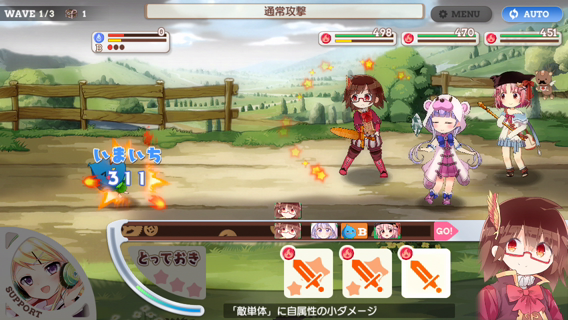 WAVE 1/3 1
通常攻撃
MENU
AUTO
B 0
498
470
451
いまいち
311
B
GO!
とっておき
SUPPORT
「敵単体」に自属性の小ダメージ